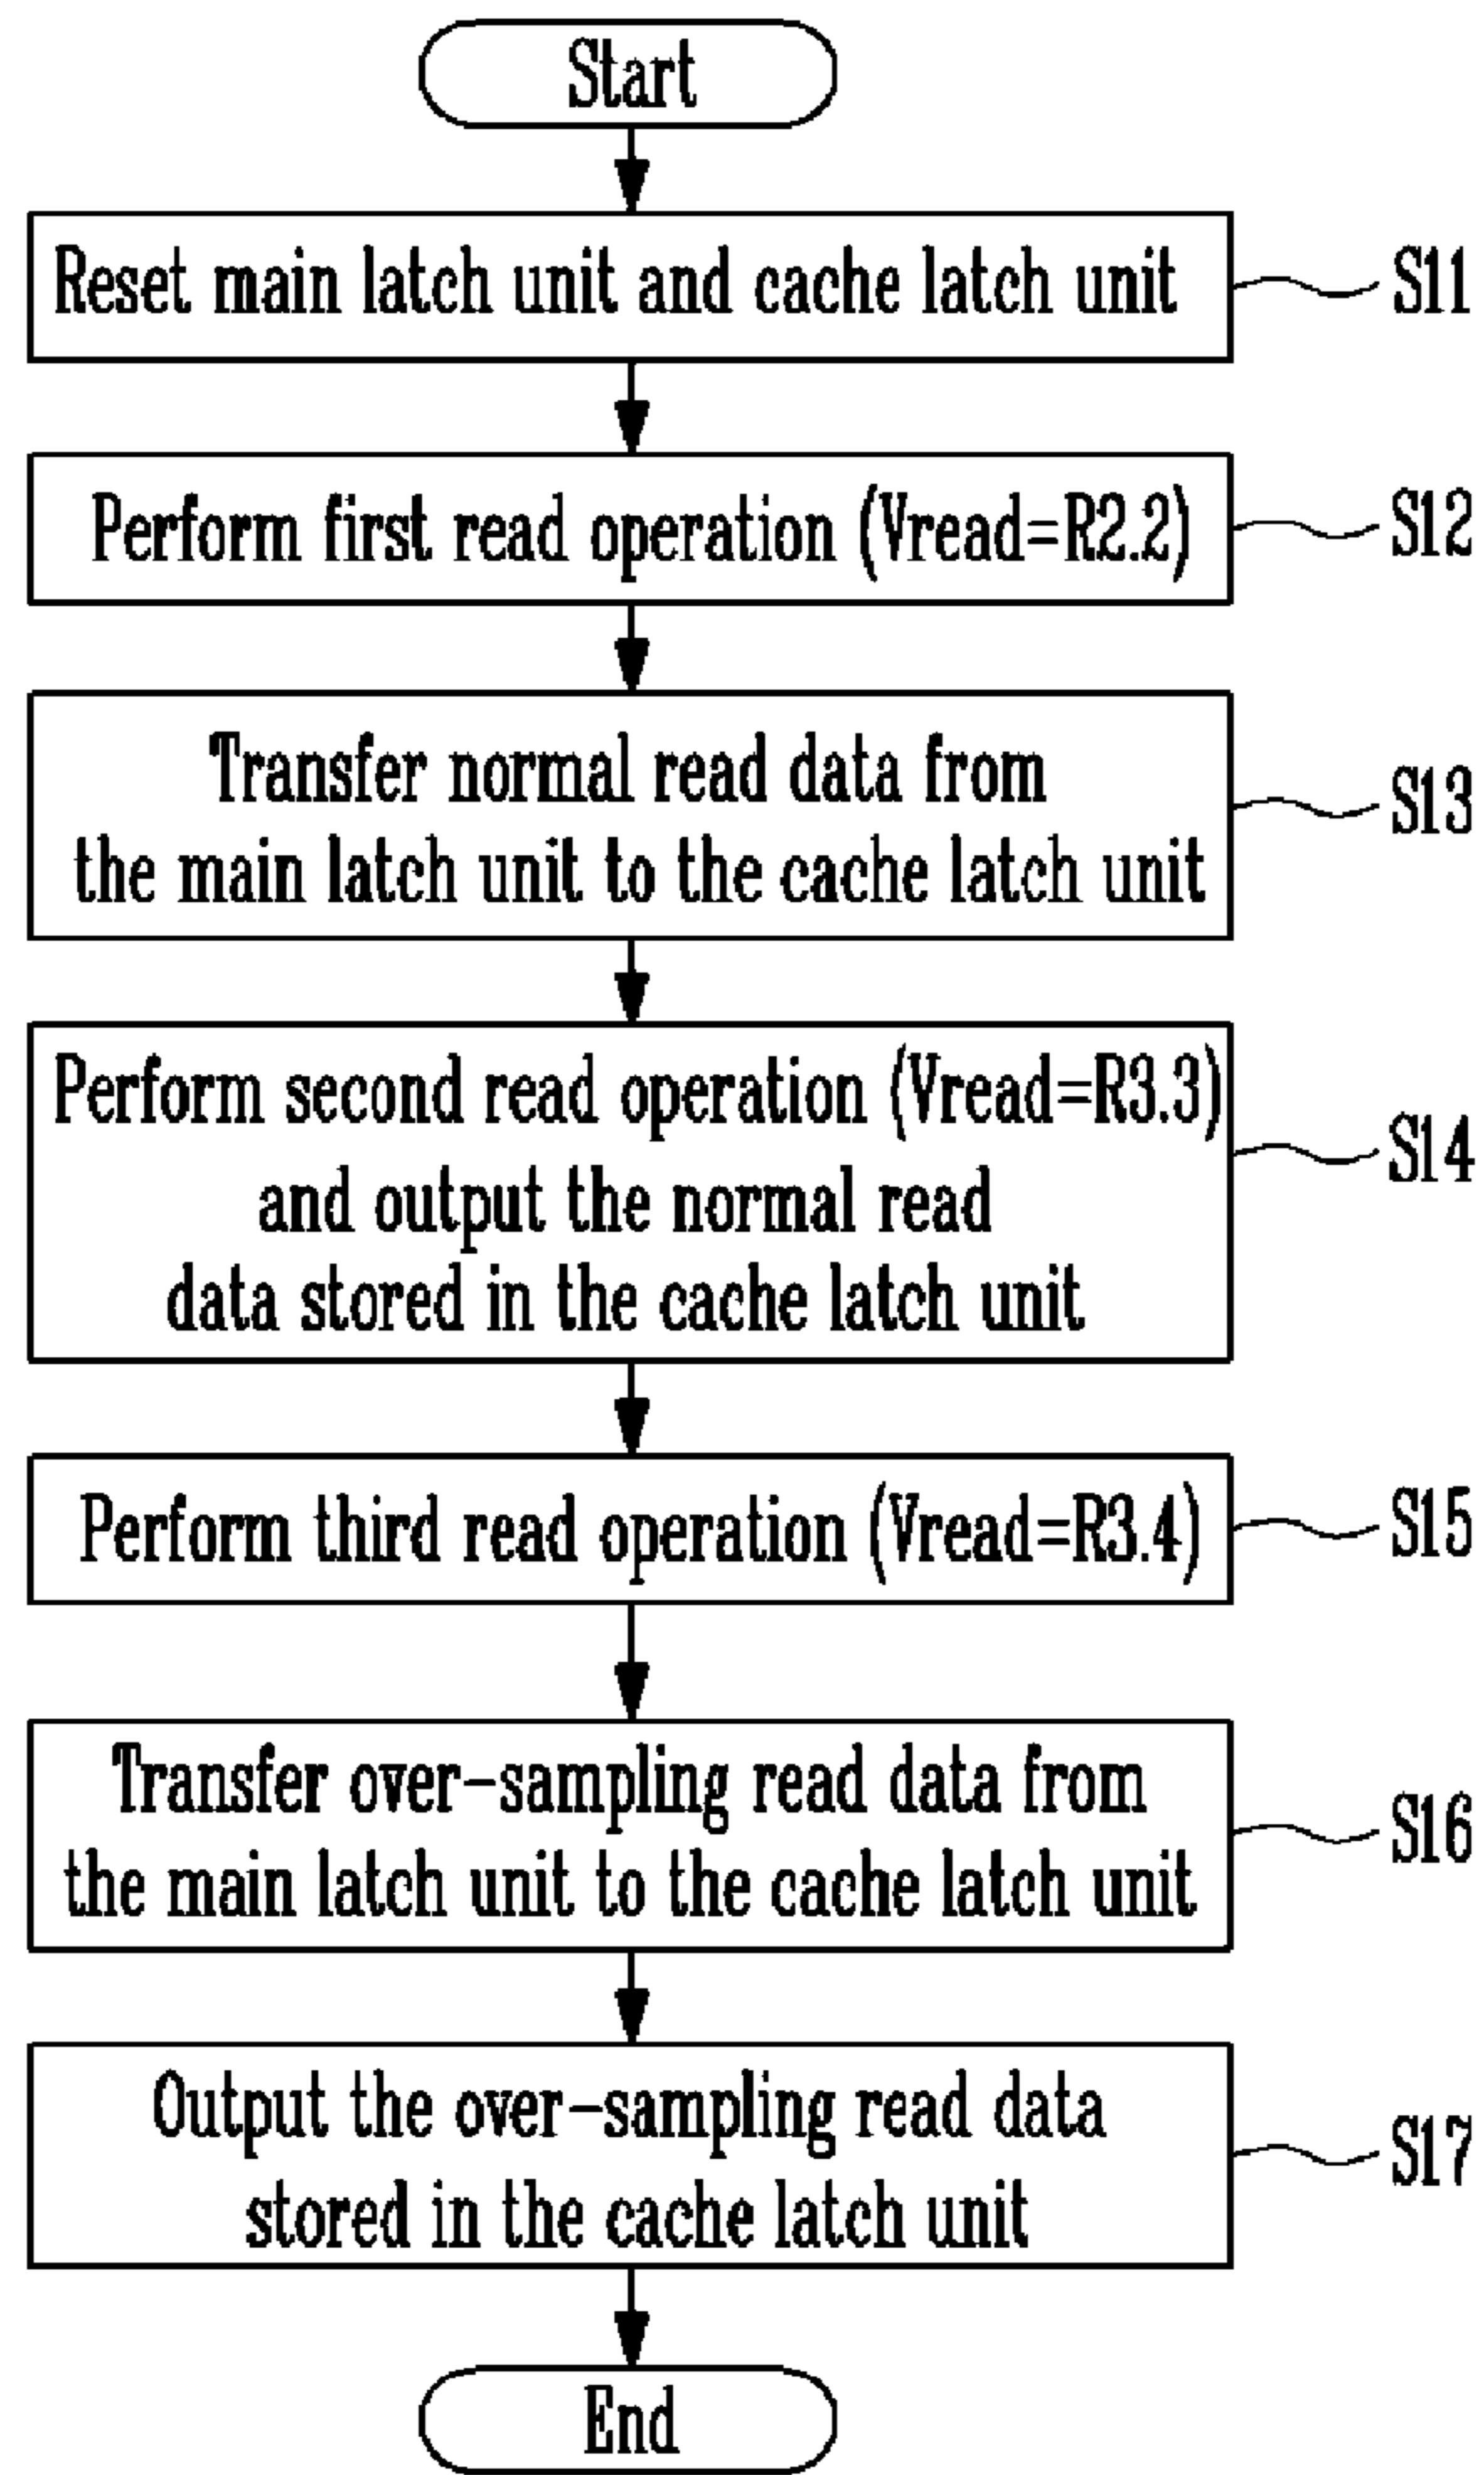 Start
Reset main latch unit and cache latch unit
S11
Perform first read operation (Vread=R2.2)
S12
Transfer normal read data from
the main latch unit to the cache latch unit
S13
Perform second read operation (Vread=R3.3)
and output the normal read
data stored in the cache latch unit
S14
Perform third read operation (Vread=R3.4)
S15
Transfer over-sampling read data from
the main latch unit to the cache latch unit
S16
Output the over-sampling read data
stored in the cache latch unit
S17
End